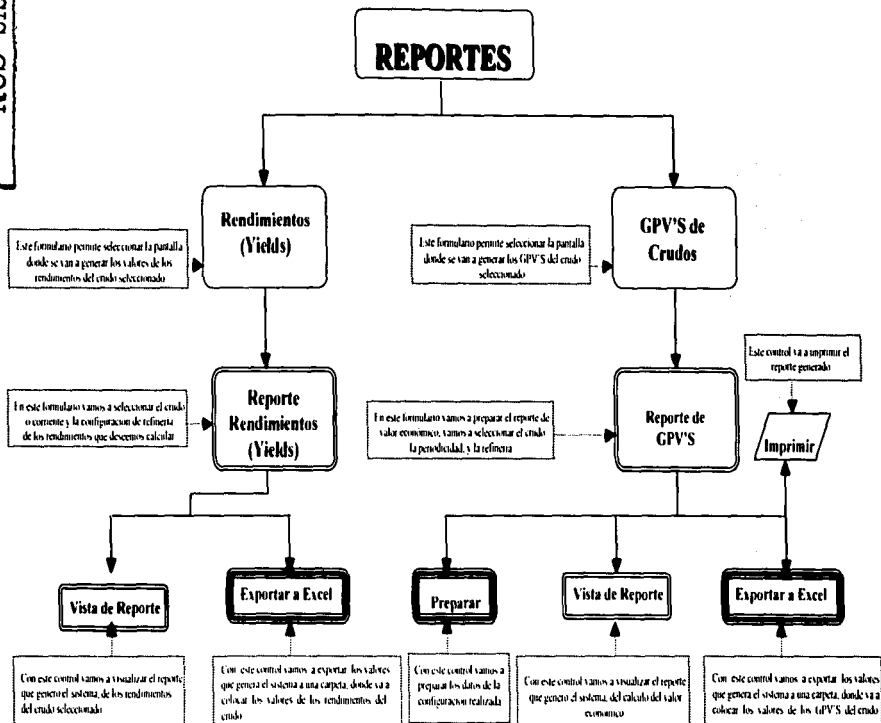 REPORTES
Rendimientos
(Yields)
GPV'S de
Crudos
Este formulario permite seleccionar la pantalla
donde se van a generar los valores de los
rendimientos del crudo seleccionado
Este formulario permite seleccionar la pantalla
donde se van a generar los GPV'S del crudo
seleccionado
Este control va a imprimir el
reporte generado
Reporte
Rendimientos
(Yields)
Reporte de
GPV'S
Imprimir
En este formulario vamos a seleccionar el crudo
o corriente y la configuracion de refineria
de los rendimientos que deseemos calcular
En este formulario vamos a preparar el reporte de
valor economico, vamos a seleccionar el crudo
la periodicidad, y la refineria
Vista de Reporte
Exportar a Excel
Preparar
Vista de Reporte
Exportar a Excel
Con este control vamos a visualizar el reporte
que genero el sistema, de los rendimientos
del crudo seleccionado
Con este control vamos a exportar los valores
que genera el sistema a una carpeta, donde va a
colocar los valores de los rendimientos del
crudo
Con este control vamos a
preparar los datos de la
configuracion realizada
Con este control vamos a visualizar el reporte
que genero el sistema, del calculo del valor
economico
Con este control vamos a exportar los valores
que genera el sistema a una carpeta, donde va a
colocar los valores de los GPV'S del crudo